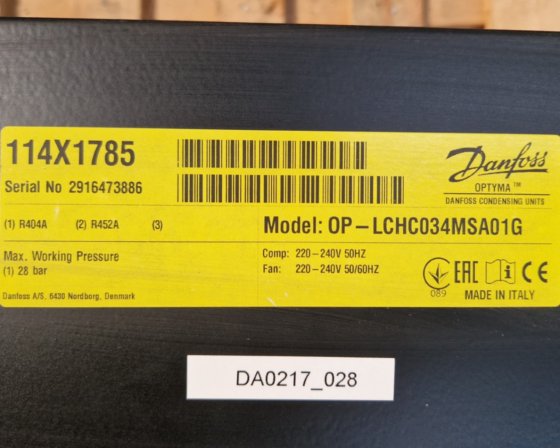 114X1785
Serial No 2916473886
Danfoss
OPTYMA™
DANFOSS CONDENSING UNITS
(1) R404A (2) R452A (3)
Model: OP-LCHC034MSA01G
Max. Working Pressure
(1) 28 bar
Comp: 220-240V 50HZ
Fan: 220-240V 50/60HZ
089
EAC
i
CE
Danfoss A/S, 6430 Nordborg, Denmark
MADE IN ITALY
DA0217_028